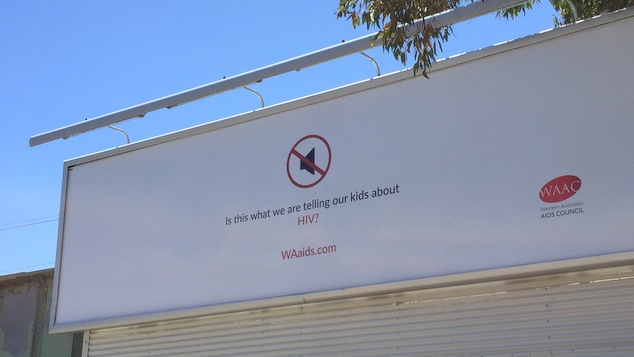 Is this what we are telling our kids about
HIV?
WAaids.com
WAAC
Western Australian
AIDS COUNCIL